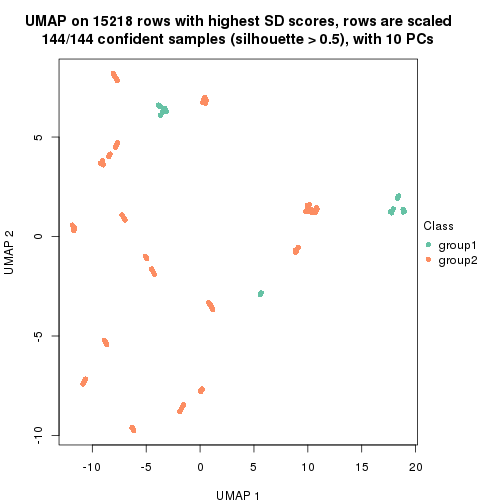 UMAP on 15218 rows with highest SD scores, rows are scaled
144/144 confident samples (silhouette > 0.5), with 10 PCs
5
0
-5
-10
UMAP 2
-10
-5
0
5
10
15
20
UMAP 1
Class
group1
group2